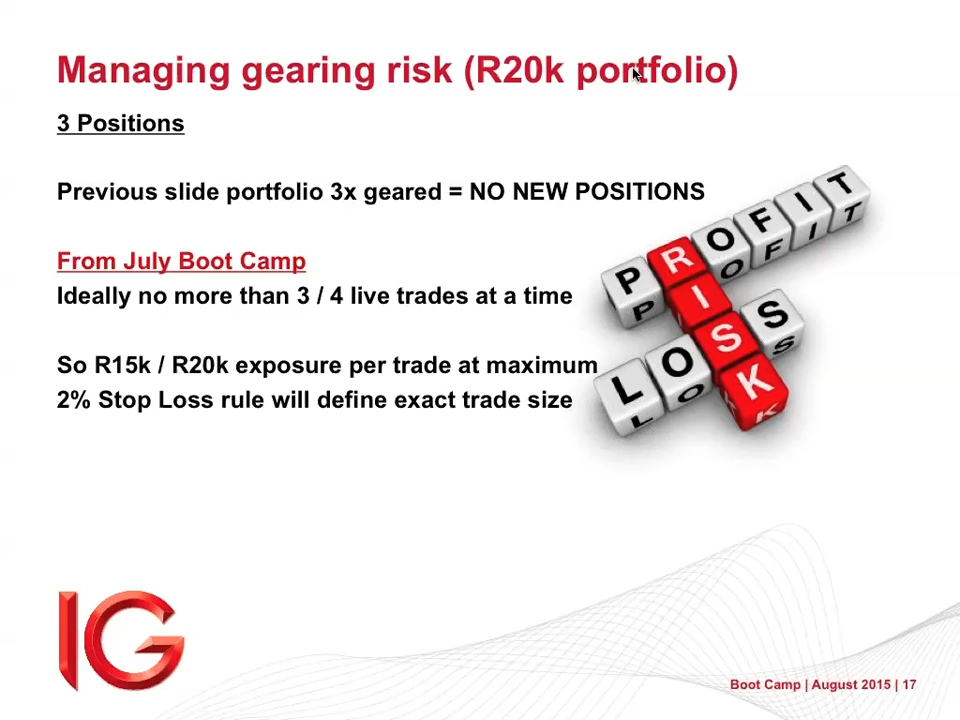 Managing gearing risk (R20k portfolio)
3 Positions
Previous slide portfolio 3x geared = NO NEW POSITIONS
From July Boot Camp
Ideally no more than 3 / 4 live trades at a time
So R15k / R20k exposure per trade at maximum
2% Stop Loss rule will define exact trade size
PROFIT
RISK
LOSS
IG
Boot Camp | August 2015 | 17